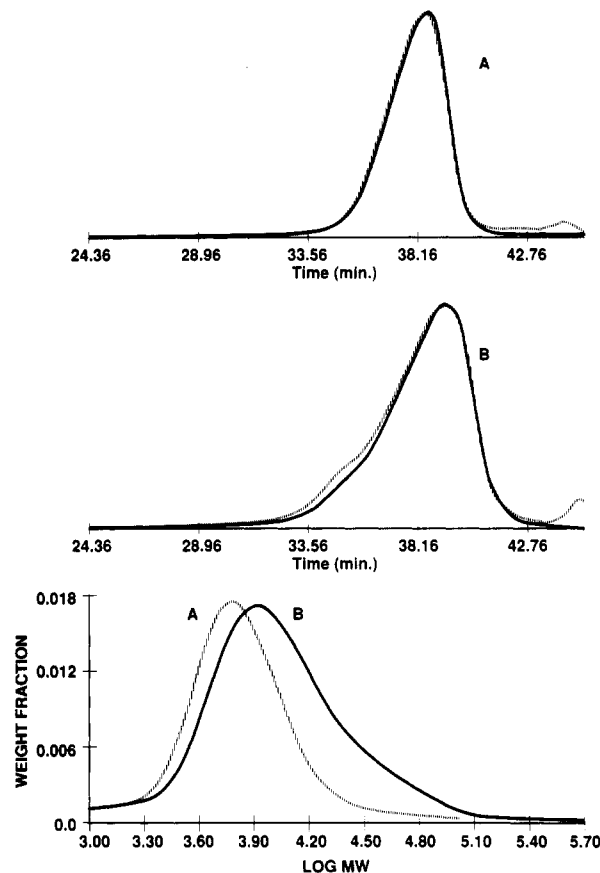 A
24.36 28.96 33.56 38.16 42.76
Time (min.)
B
24.36 28.96 33.56 38.16 42.76
Time (min.)
0.018
A B
0.012
WEIGHT FRACTION
0.006
0.0
3.00 3.30 3.60 3.90 4.20 4.50 4.80 5.10 5.40 5.70
LOG MW